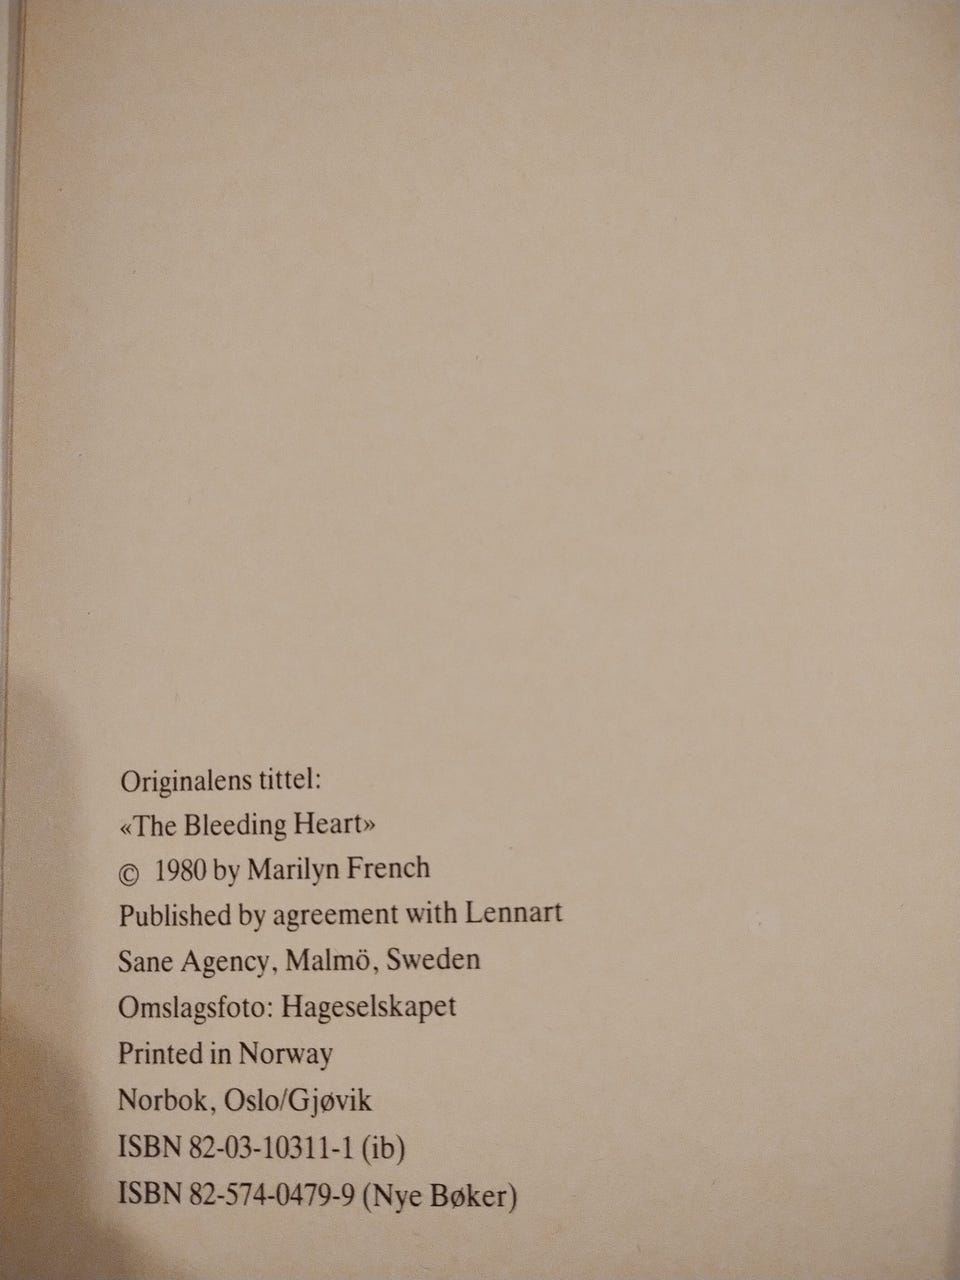 Originalens tittel:
«The Bleeding Heart»
© 1980 by Marilyn French
Published by agreement with Lennart
Sane Agency, Malmö, Sweden
Omslagsfoto: Hageselskapet
Printed in Norway
Norbok, Oslo/Gjøvik
ISBN 82-03-10311-1 (ib)
ISBN 82-574-0479-9 (Nye Bøker)